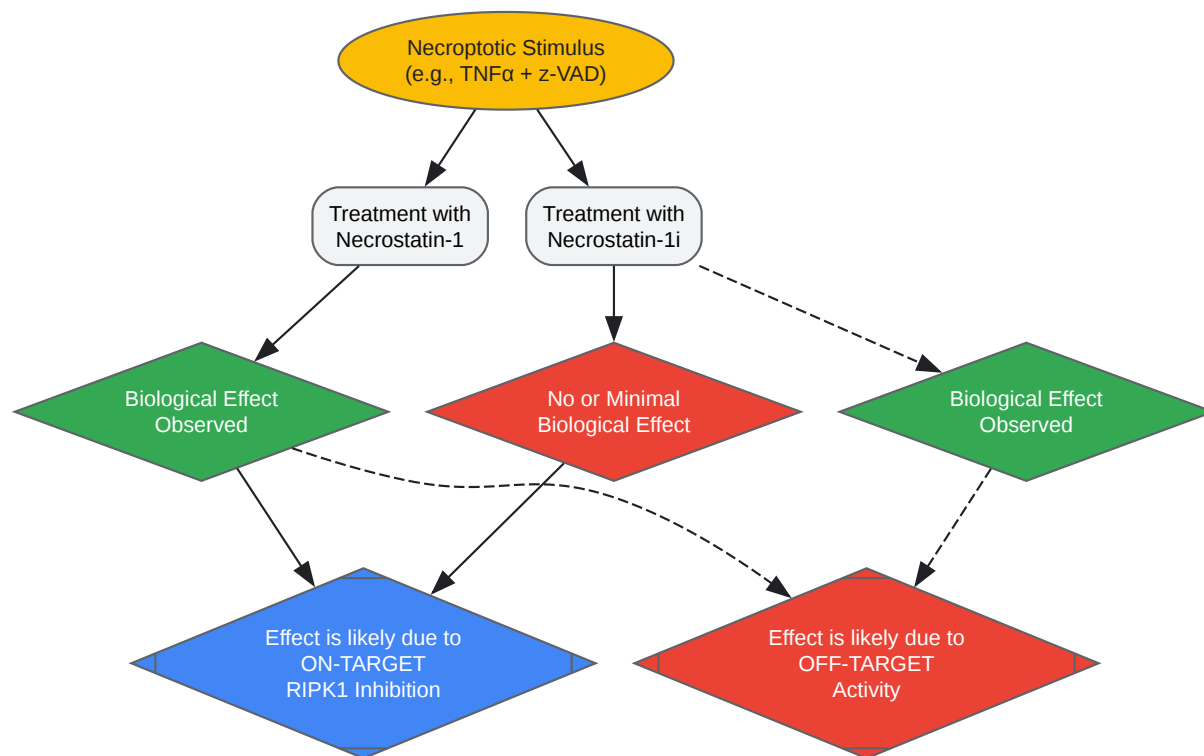 Necroptotic Stimulus
(e.g., TNFα + z-VAD)
Treatment with
Necrostatin-1
Treatment with
Necrostatin-1i
Biological Effect
Observed
No or Minimal
Biological Effect
Biological Effect
Observed
Effect is likely due to
ON-TARGET
RIPK1 Inhibition
Effect is likely due to
OFF-TARGET
Activity